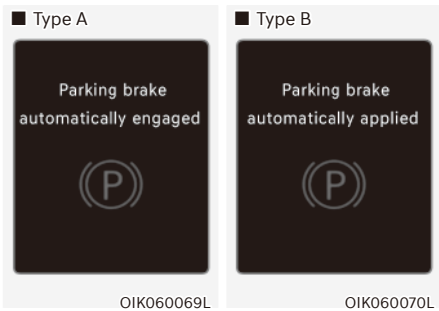 ■ Type A
Parking brake
automatically engaged
P
OIK060069L
■ Type B
Parking brake
automatically applied
P
OIK060070L